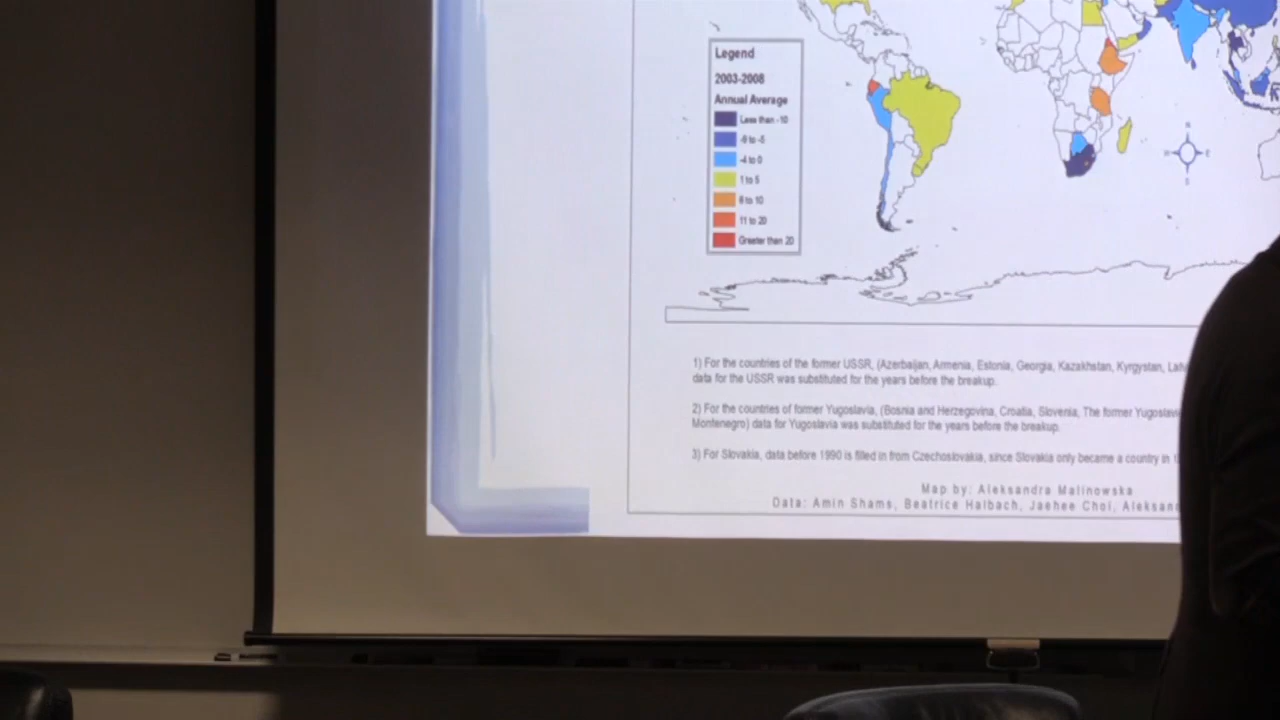 Legend
2003-2008
Annual Average
Less than -10
-9 to -5
-4 to 0
1 to 5
6 to 10
11 to 20
Greater than 20
N
W E
S
1) For the countries of the former USSR, (Azerbaijan, Armenia, Estonia, Georgia, Kazakhstan, Kyrgystan,
data for the USSR was substituted for the years before the breakup.
2) For the countries of former Yugoslavia, (Bosnia and Herzegovina, Croatia, Slovenia, The former
Montenegro) data for Yugoslavia was substituted for the years before the breakup.
3) For Slovakia, data before 1990 is filled in from Czechoslovakia, since Slovakia only became a country in
Map by: Aleksandra Malinowska
Data: Amin Shams, Beatrice Halbach, Jaehee Choi,